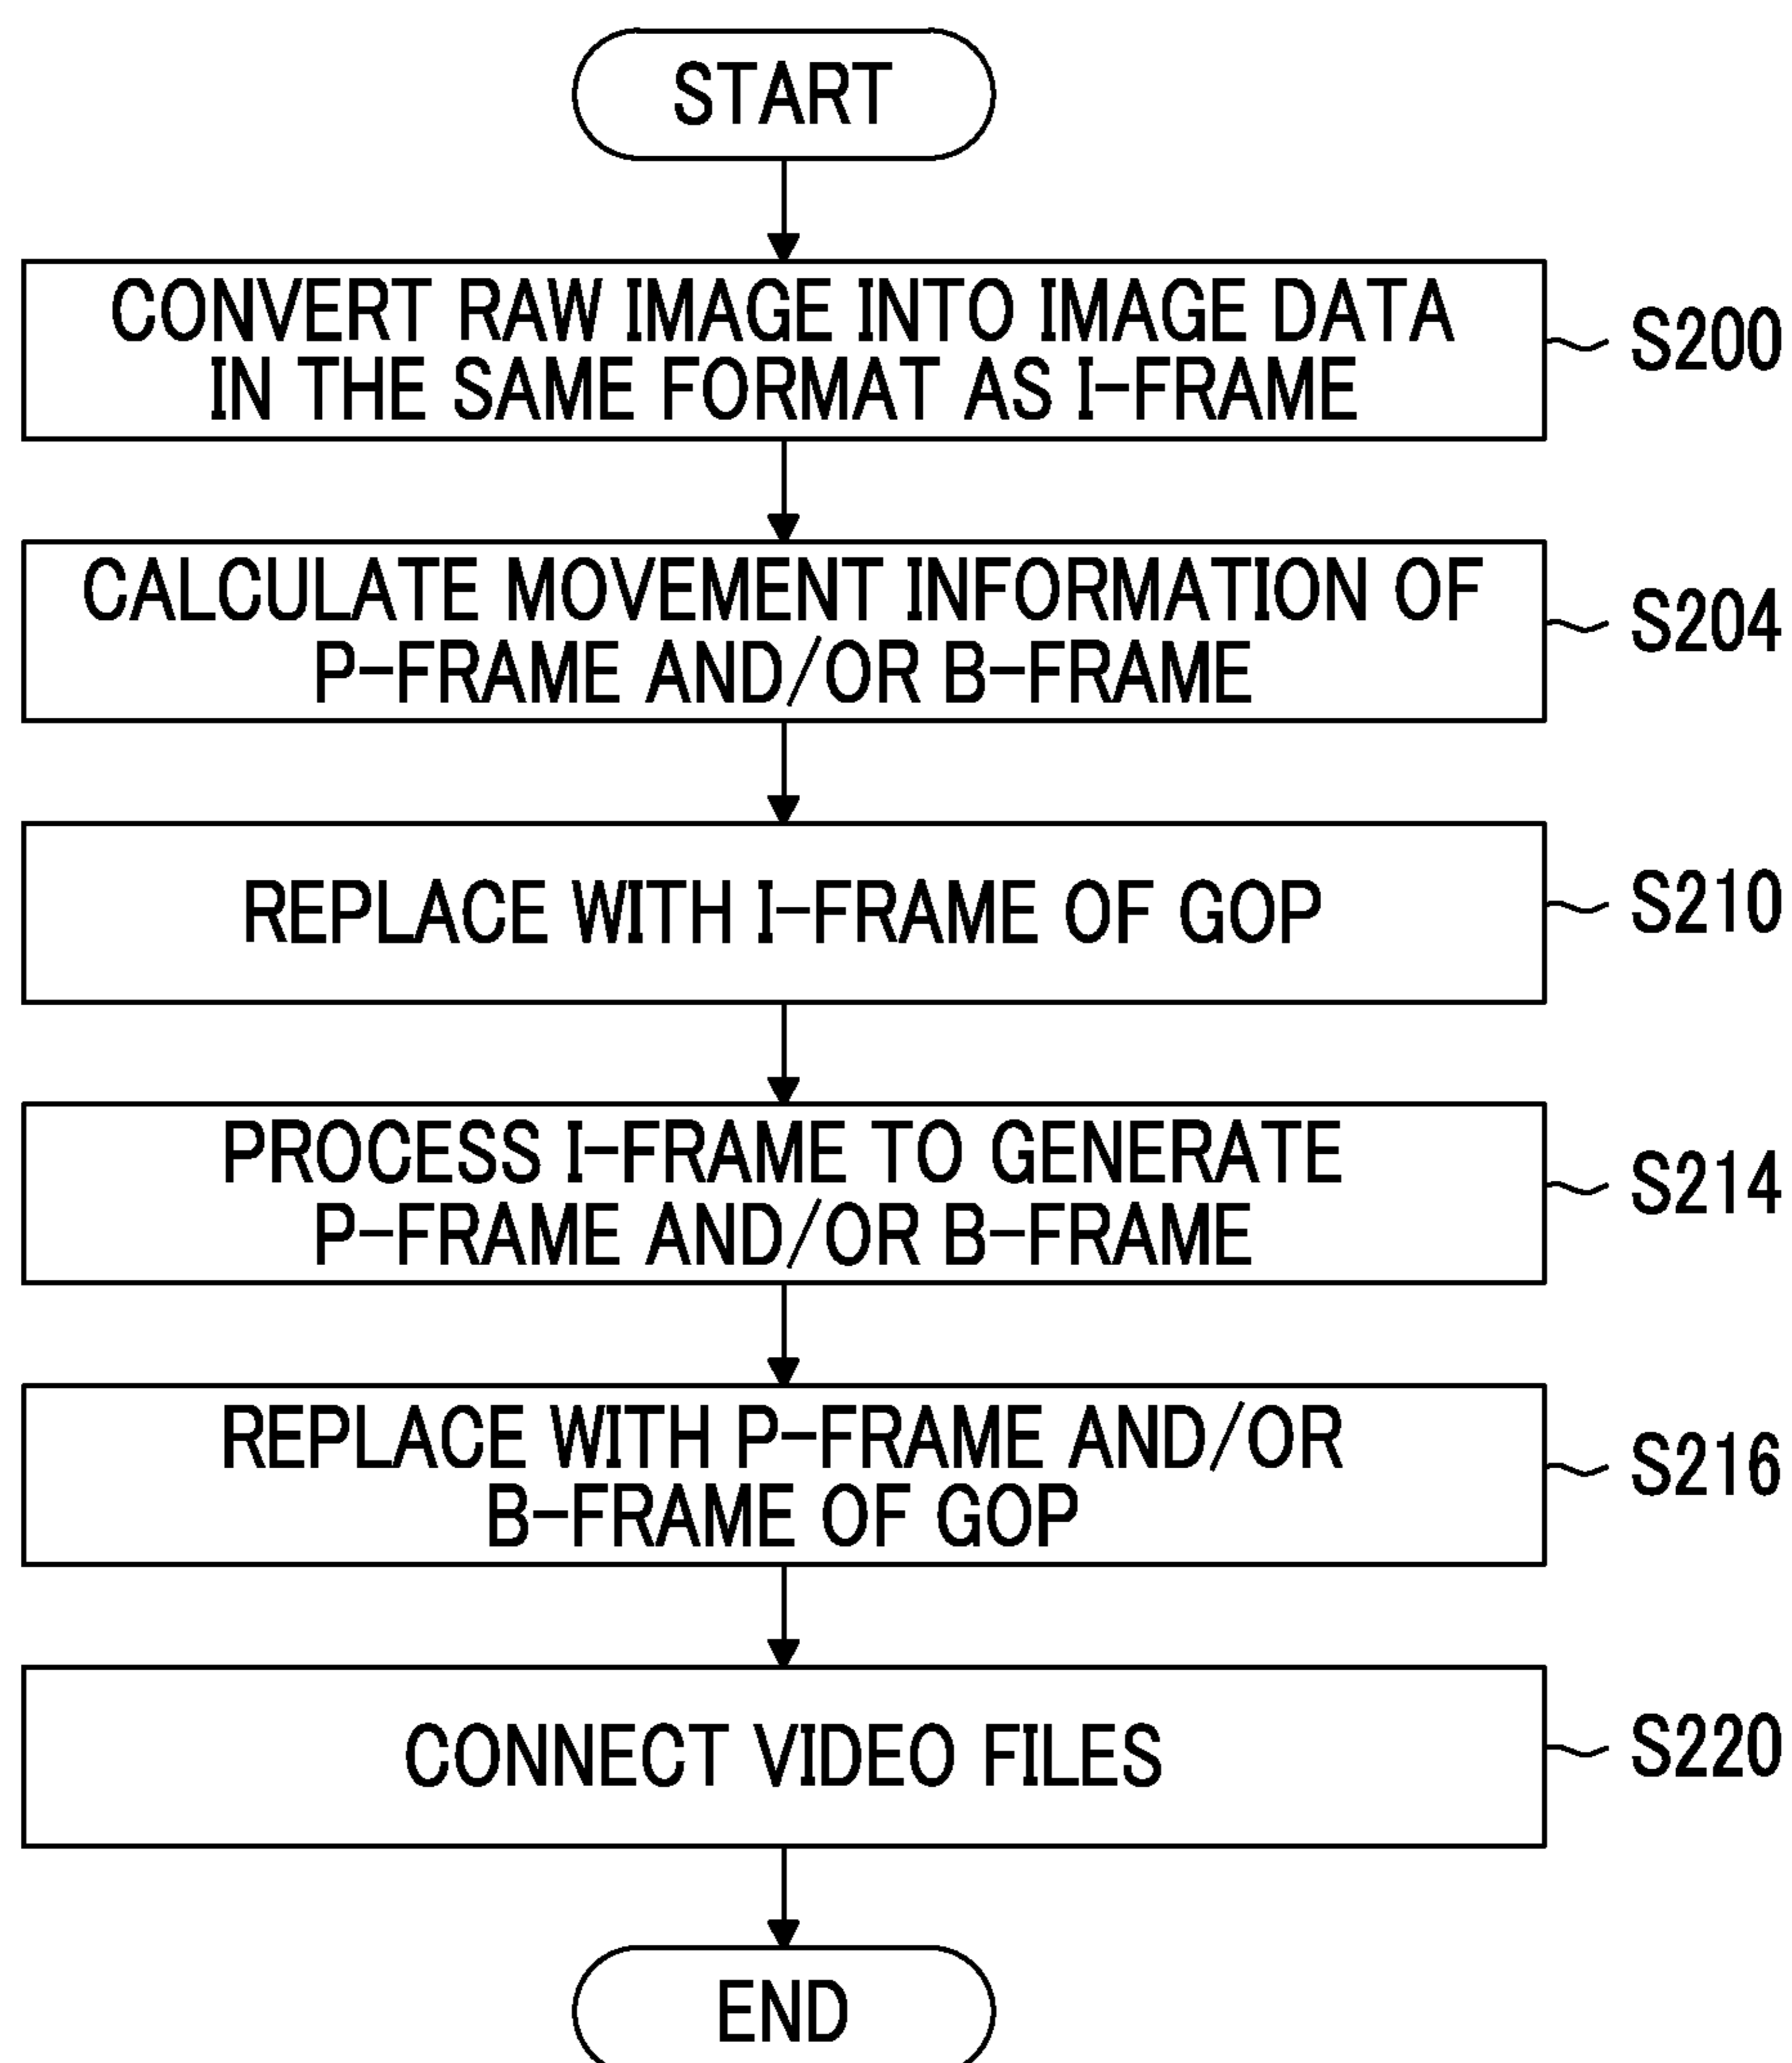 START
CONVERT RAW IMAGE INTO IMAGE DATA
IN THE SAME FORMAT AS I-FRAME
S200
CALCULATE MOVEMENT INFORMATION OF
P-FRAME AND/OR B-FRAME
S204
REPLACE WITH I-FRAME OF GOP
S210
PROCESS I-FRAME TO GENERATE
P-FRAME AND/OR B-FRAME
S214
REPLACE WITH P-FRAME AND/OR
B-FRAME OF GOP
S216
CONNECT VIDEO FILES
S220
END